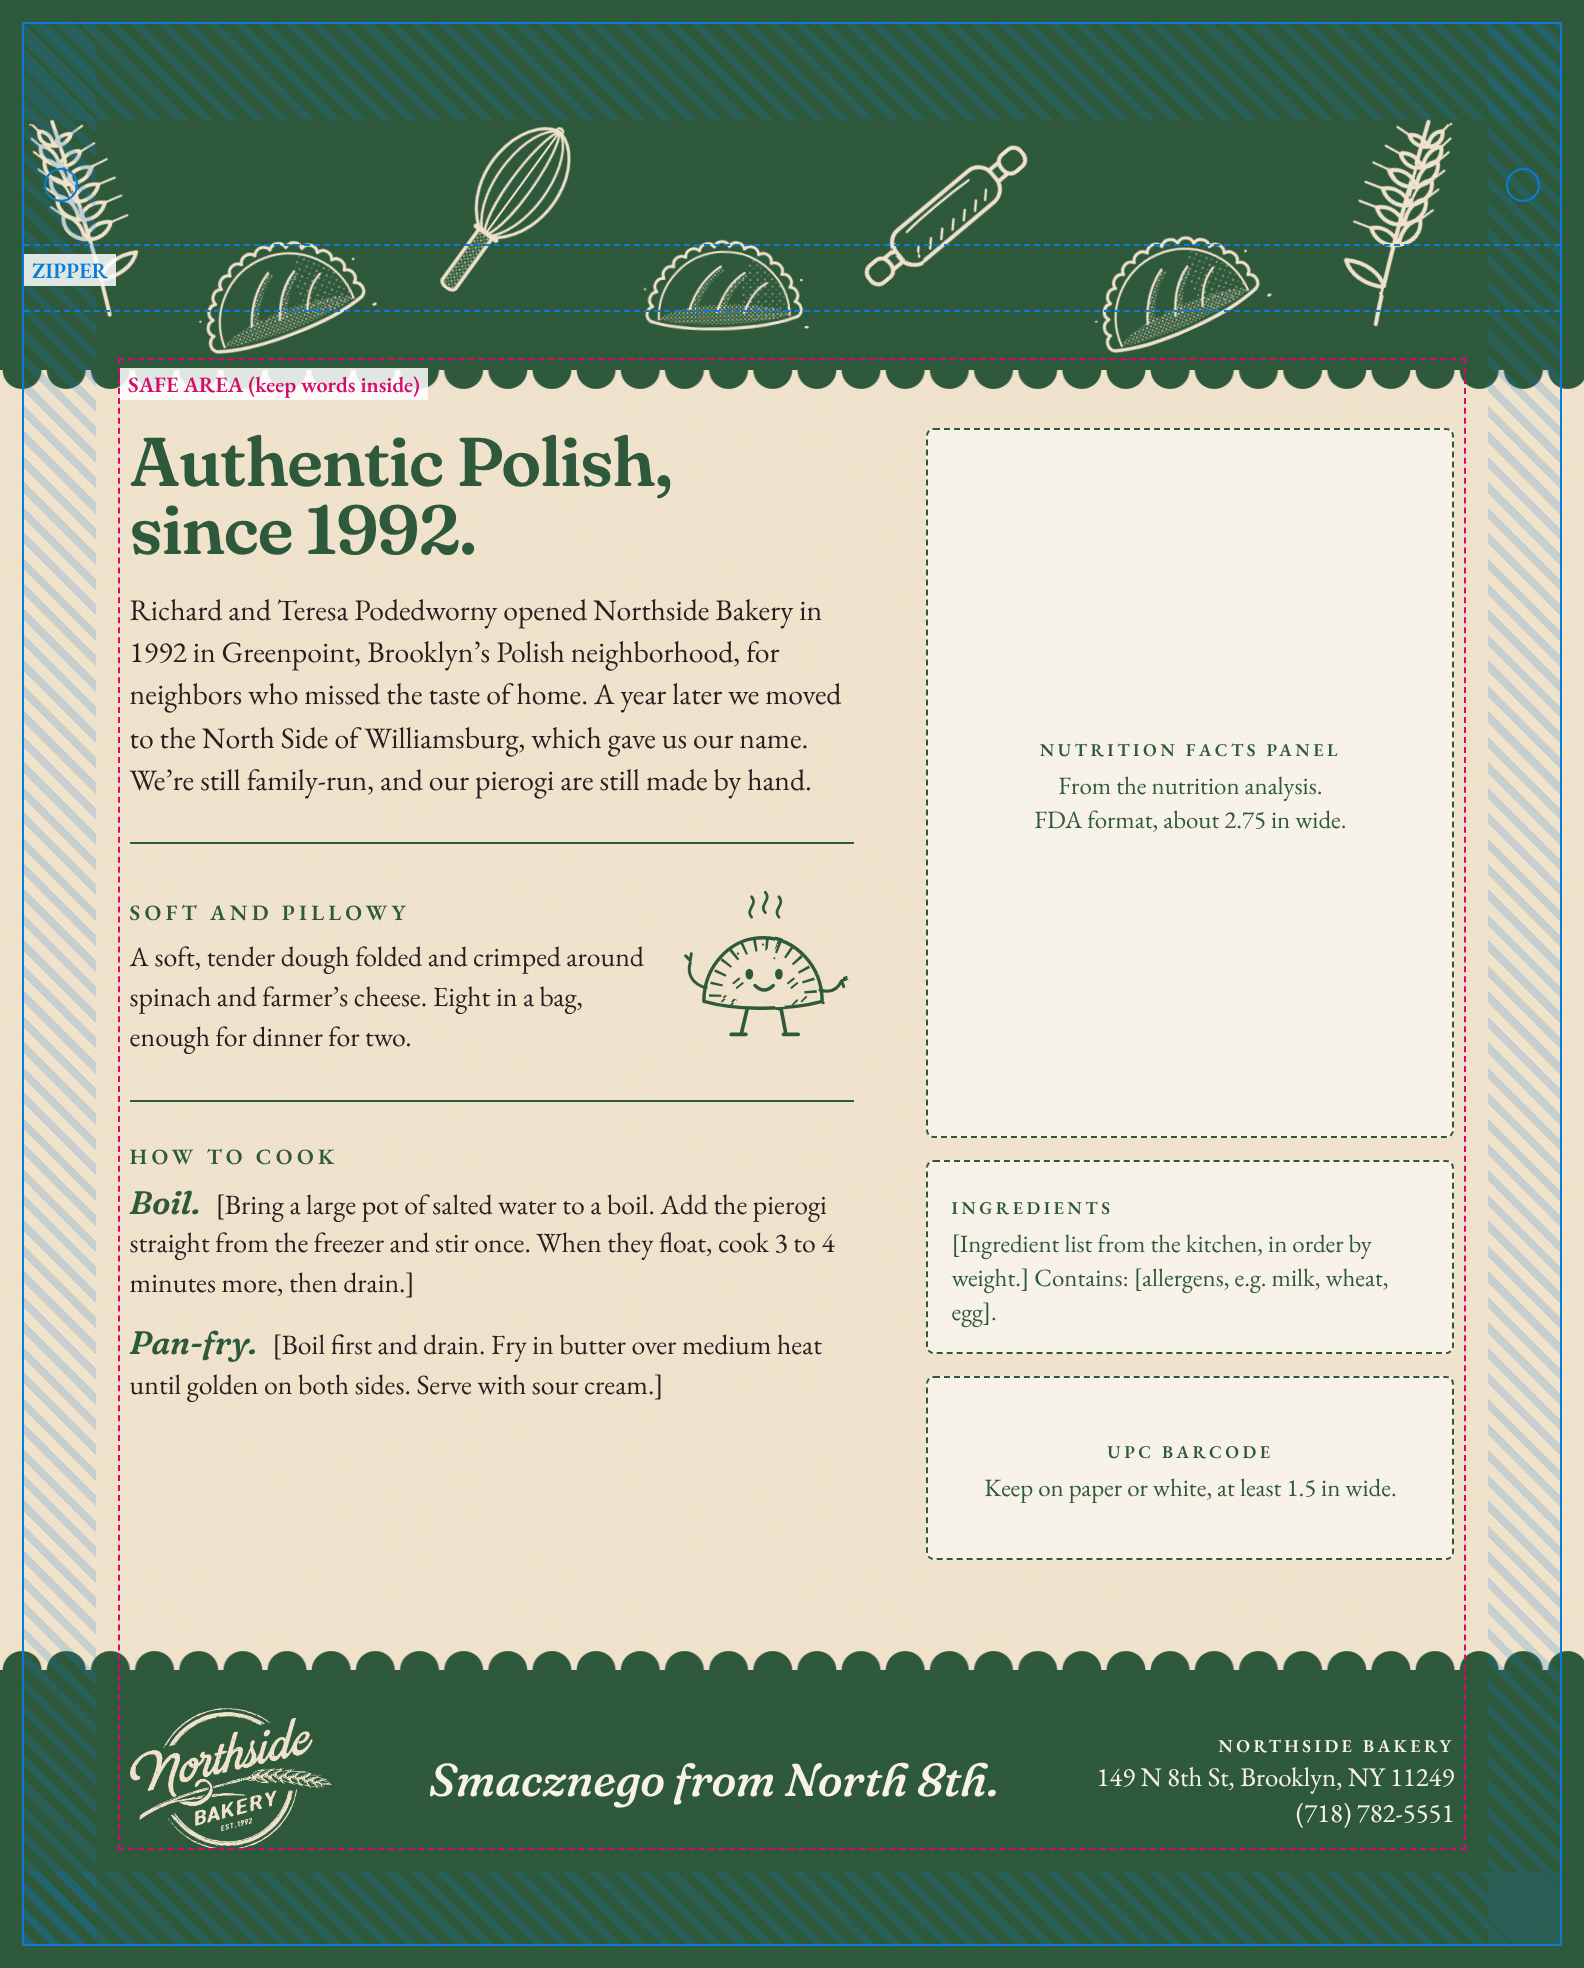 ZIPPER
SAFE AREA (keep words inside)
Authentic Polish,
since 1992.
Richard and Teresa Podedworny opened Northside Bakery in
1992 in Greenpoint, Brooklyn’s Polish neighborhood, for
neighbors who missed the taste of home. A year later we moved
to the North Side of Williamsburg, which gave us our name.
We’re still family-run, and our pierogi are still made by hand.
SOFT AND PILLOWY
A soft, tender dough folded and crimped around
spinach and farmer’s cheese. Eight in a bag,
enough for dinner for two.
HOW TO COOK
Boil. [Bring a large pot of salted water to a boil. Add the pierogi
straight from the freezer and stir once. When they float, cook 3 to 4
minutes more, then drain.]
Pan-fry. [Boil first and drain. Fry in butter over medium heat
until golden on both sides. Serve with sour cream.]
NUTRITION FACTS PANEL
From the nutrition analysis.
FDA format, about 2.75 in wide.
INGREDIENTS
[Ingredient list from the kitchen, in order by
weight.] Contains: [allergens, e.g. milk, wheat,
egg].
UPC BARCODE
Keep on paper or white, at least 1.5 in wide.
Northside
BAKERY
EST.1992
Smacznego from North 8th.
NORTHSIDE BAKERY
149 N 8th St, Brooklyn, NY 11249
(718) 782-5551